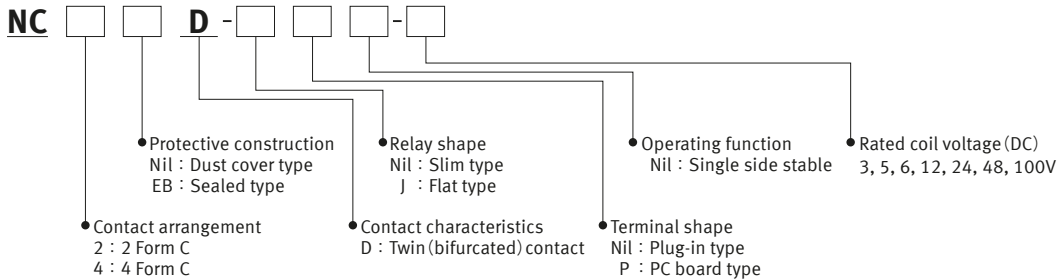 NC D - -
Protective construction
Nil : Dust cover type
EB : Sealed type
Relay shape
Nil : Slim type
J : Flat type
Operating function
Nil : Single side stable
Rated coil voltage (DC)
3, 5, 6, 12, 24, 48, 100V
Contact arrangement
2 : 2 Form C
4 : 4 Form C
Contact characteristics
D : Twin (bifurcated) contact
Terminal shape
Nil : Plug-in type
P : PC board type